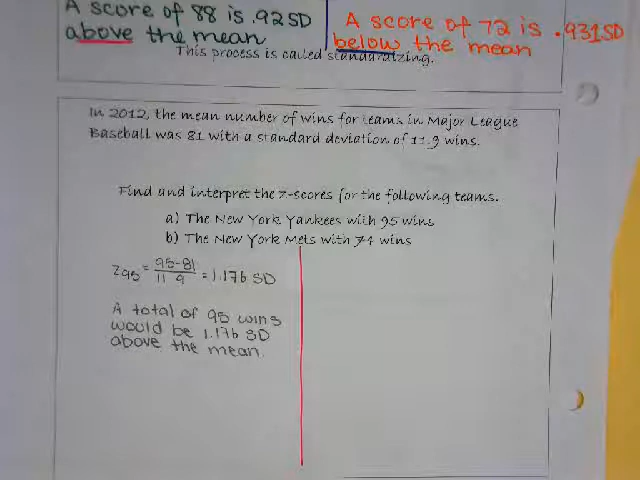 A score of 88 is .92 SD
above the mean
A score of 72 is .931 SD
below the mean
This process is called standardizing.
In 2012, the mean number of wins for teams in Major League
Baseball was 81 with a standard deviation of 11.9 wins.
Find and interpret the z-scores for the following teams.
a) The New York Yankees with 95 wins
b) The New York Mets with 74 wins
z95 = 95-81 / 11.9 = 1.176 SD
A total of 95 wins
would be 1.176 SD
above the mean.